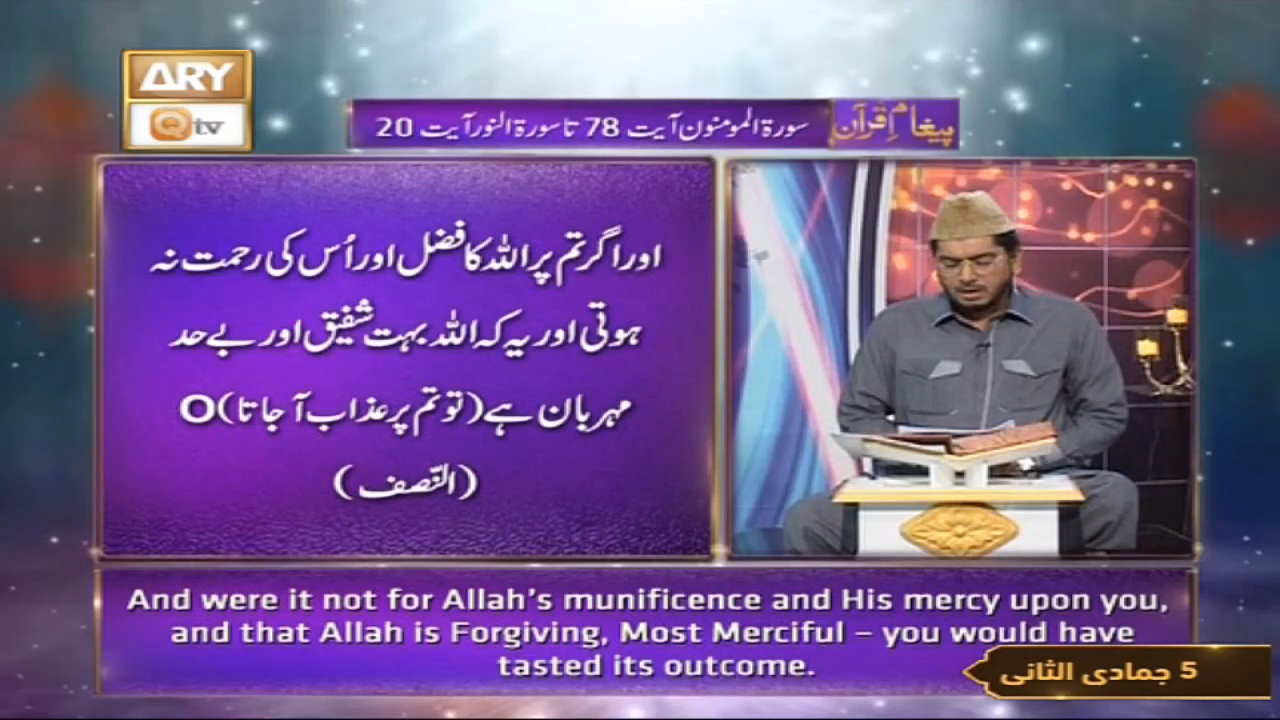 ARY
Qtv
پیغامِ قرآن
سورۃ المومنون آیت 78 تا سورۃ النور آیت 20
اور اگر تم پر اللہ کا فضل اور اُس کی رحمت نہ
ہوتی اور یہ کہ اللہ بہت شفیق اور بے حد
مہربان ہے (تو تم پر عذاب آ جاتا)O
(النّصف)
And were it not for Allah's munificence and His mercy upon you,
and that Allah is Forgiving, Most Merciful – you would have
tasted its outcome.
5 جمادی الثانی